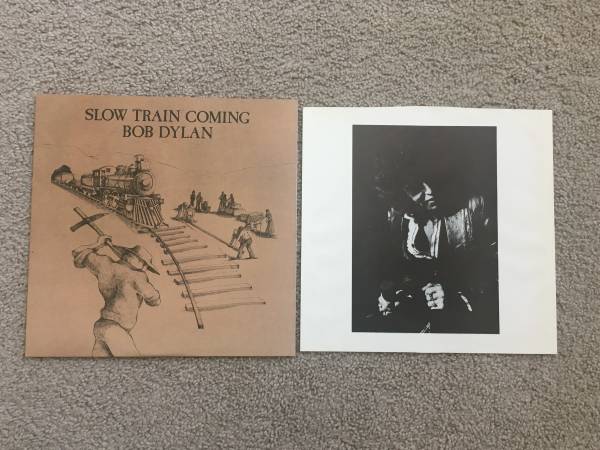 SLOW TRAIN COMING
BOB DYLAN